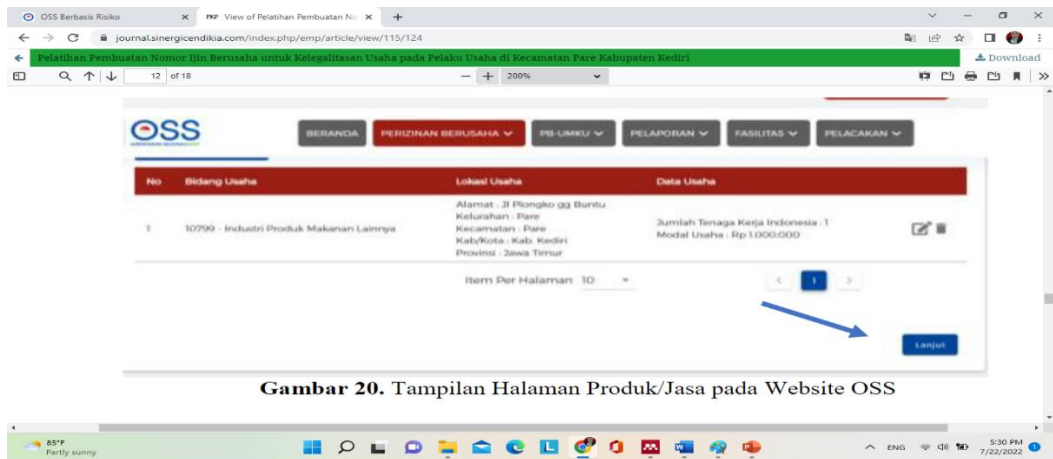 OSS Berbasis Risiko
PKP View of Pelatihan Pembuatan No
journal.sinergicendikia.com/index.php/emp/article/view/115/124
Pelatihan Pembuatan Nomor Ijin Berusaha untuk Kelegalitasan Usaha pada Pelaku Usaha di Kecamatan Pare Kabupaten Kediri
Download
12 of 18
200%
OSS
BERANDA
PERIZINAN BERUSAHA
PB-UMKU
PELAPORAN
FASILITAS
PELACAKAN
No Bidang Usaha Lokasi Usaha Data Usaha
1 10799 - Industri Produk Makanan Lainnya
Alamat : Jl Plongko gg Buntu
Kelurahan : Pare
Kecamatan : Pare
Kab/Kota : Kab. Kediri
Provinsi : Jawa Timur
Jumlah Tenaga Kerja Indonesia : 1
Modal Usaha : Rp 1.000.000
Item Per Halaman 10
< 1 >
Lanjut
Gambar 20. Tampilan Halaman Produk/Jasa pada Website OSS
85°F
Partly sunny
ENG
5:30 PM
7/22/2022
1